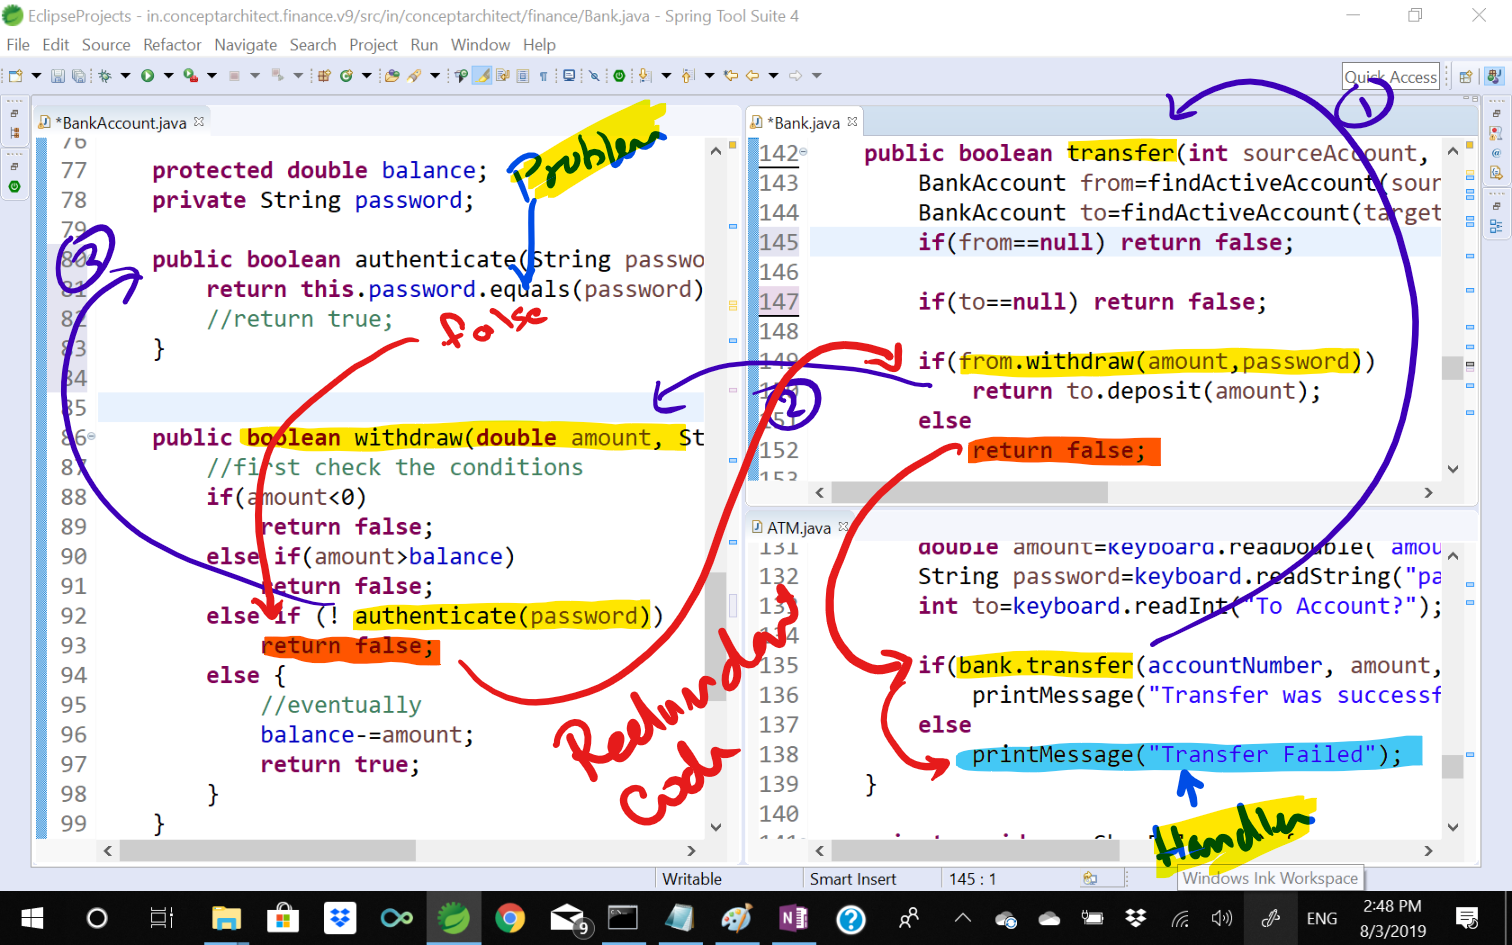 EclipseProjects - in.conceptarchitect.finance.v9/src/in/conceptarchitect/finance/Bank.java - Spring Tool Suite 4
File Edit Source Refactor Navigate Search Project Run Window Help
Quick Access
*BankAccount.java
76
77 protected double balance;
78 private String password;
79
80 public boolean authenticate(String passwo
81 return this.password.equals(password)
82 //return true;
83 }
84
85
86 public boolean withdraw(double amount, St
87 //first check the conditions
88 if(amount<0)
89 return false;
90 else if(amount>balance)
91 return false;
92 else if (! authenticate(password))
93 return false;
94 else {
95 //eventually
96 balance-=amount;
97 return true;
98 }
99 }
Problem
false
3
Redundant
Code
*Bank.java
1
142 public boolean transfer(int sourceAccount,
143 BankAccount from=findActiveAccount(sour
144 BankAccount to=findActiveAccount(target
145 if(from==null) return false;
146
147 if(to==null) return false;
148
149 if(from.withdraw(amount,password))
150 return to.deposit(amount);
151 else
152 return false;
153
2
ATM.java
131 double amount=keyboard.readDouble("amou
132 String password=keyboard.readString("pa
133 int to=keyboard.readInt("To Account?");
134
135 if(bank.transfer(accountNumber, amount,
136 printMessage("Transfer was successf
137 else
138 printMessage("Transfer Failed");
139 }
140
141
Handler
Windows Ink Workspace
Writable Smart Insert 145 : 1
9
ENG
2:48 PM
8/3/2019